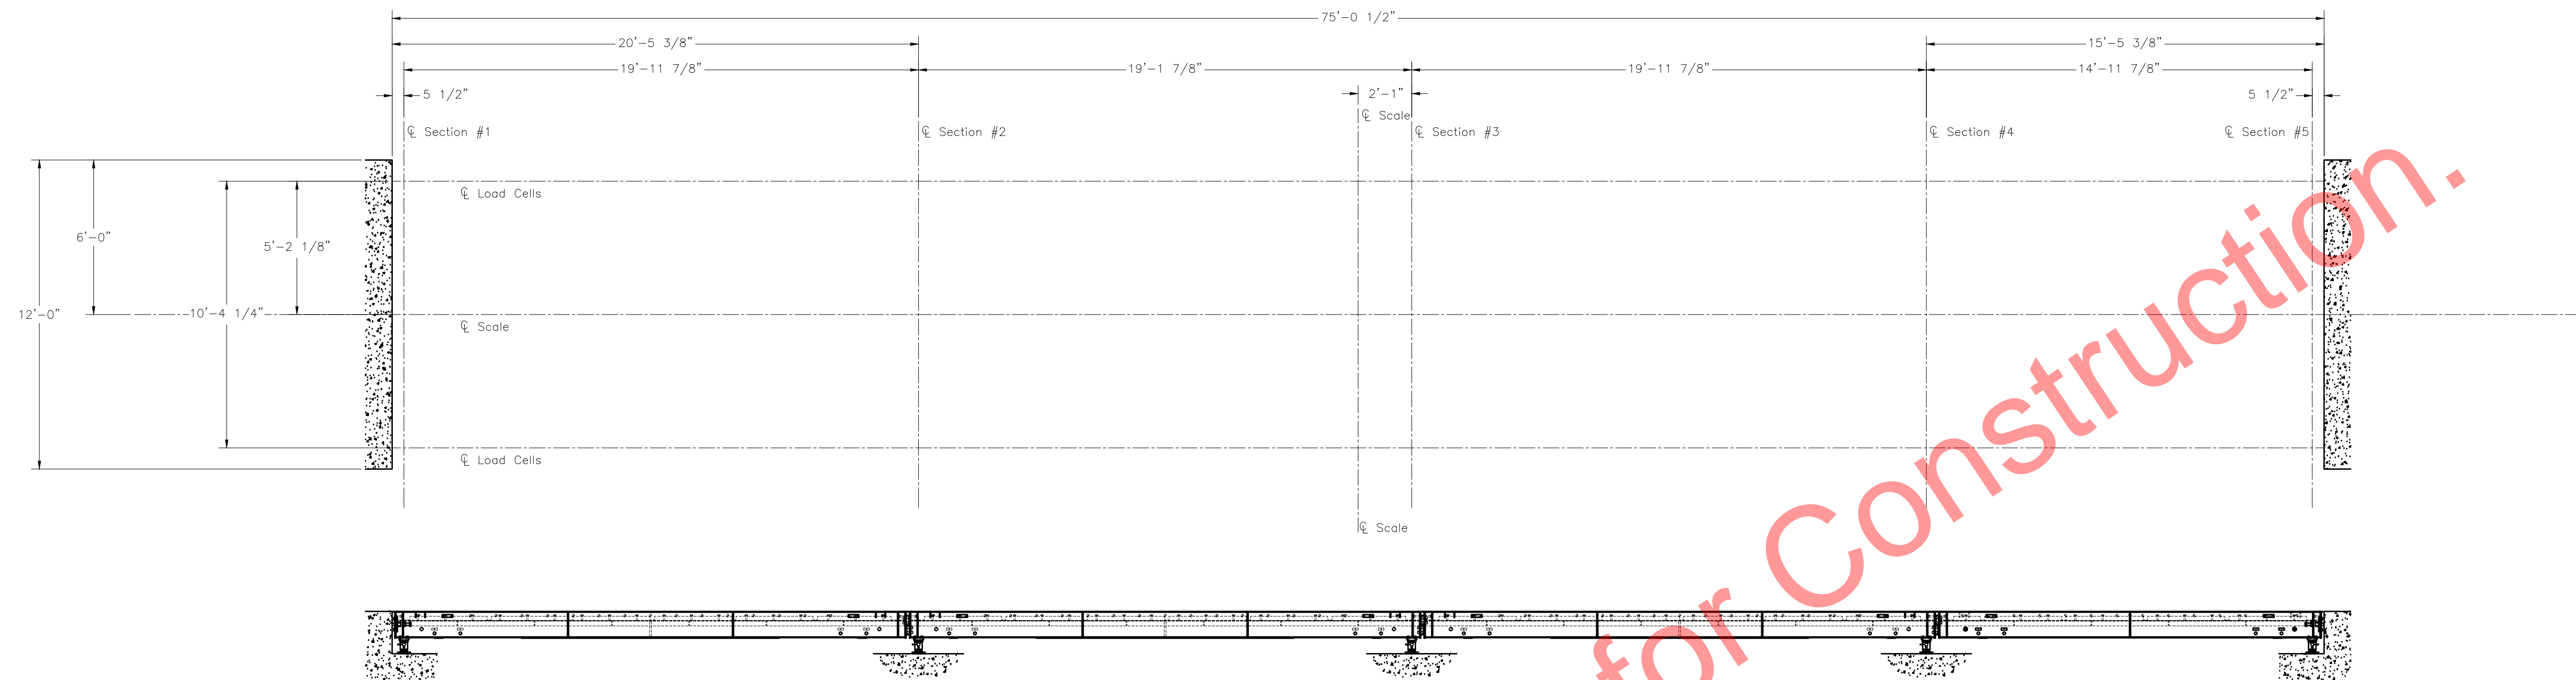 75'-0 1/2"
20'-5 3/8"
15'-5 3/8"
19'-11 7/8"
19'-1 7/8"
19'-11 7/8"
14'-11 7/8"
5 1/2"
2'-1"
5 1/2"
℄ Scale
℄ Section #1
℄ Section #2
℄ Section #3
℄ Section #4
℄ Section #5
℄ Load Cells
6'-0"
5'-2 1/8"
12'-0"
10'-4 1/4"
℄ Scale
℄ Load Cells
℄ Scale
for Construction.